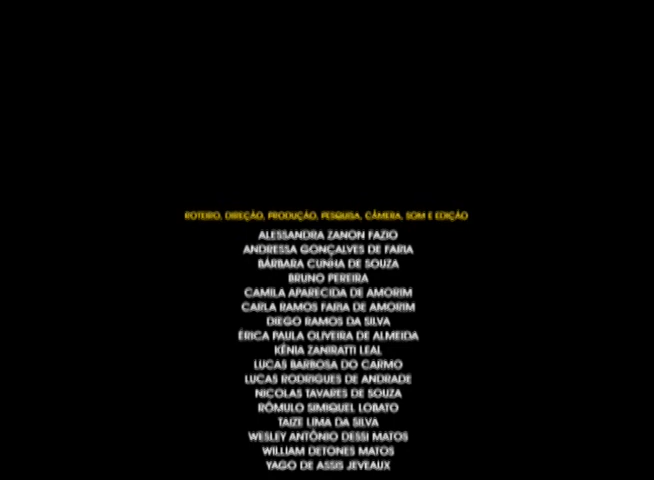 ROTEIRO, DIREÇÃO, PRODUÇÃO, PESQUISA, CÂMERA, SOM E EDIÇÃO
ALESSANDRA ZANON FAZIO
ANDRESSA GONÇALVES DE FARIA
BÁRBARA CUNHA DE SOUZA
BRUNO PEREIRA
CAMILA APARECIDA DE AMORIM
CARLA RAMOS FARIA DE AMORIM
DIEGO RAMOS DA SILVA
ÉRICA PAULA OLIVEIRA DE ALMEIDA
KÊNIA ZANIRATTI LEAL
LUCAS BARBOSA DO CARMO
LUCAS RODRIGUES DE ANDRADE
NICOLAS TAVARES DE SOUZA
RÔMULO SIMIQUEL LOBATO
TAIZE LIMA DA SILVA
WESLEY ANTÔNIO DESSI MATOS
WILLIAM DETONES MATOS
YAGO DE ASSIS JEVEAUX